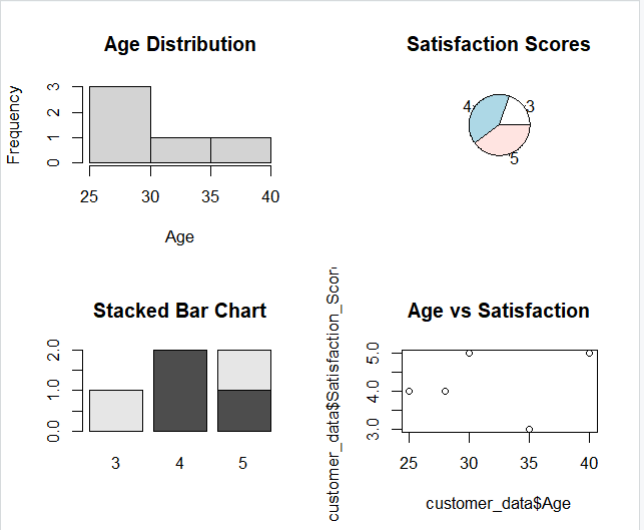 Age Distribution
Frequency
3
2
1
0
25 30 35 40
Age
Satisfaction Scores
4 3
5
Stacked Bar Chart
2.0
1.0
0.0
3 4 5
Age vs Satisfaction
customer_data$Satisfaction_Scor
5.0
4.0
3.0
25 30 35 40
customer_data$Age